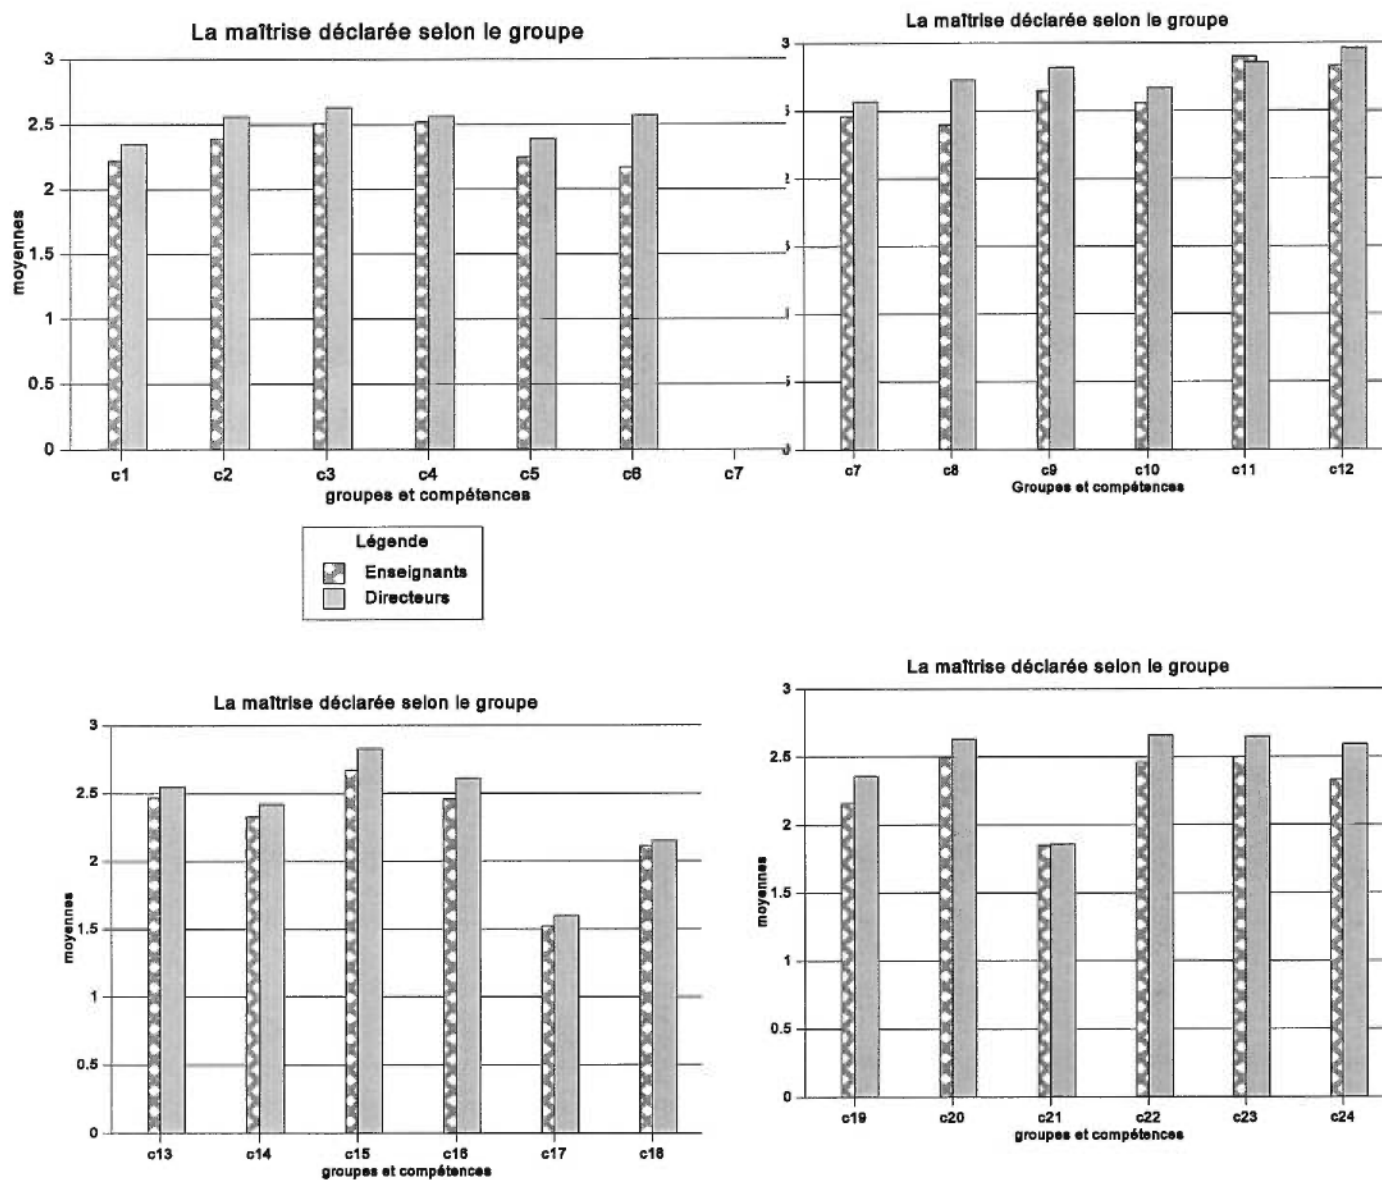 La maîtrise déclarée selon le groupe
3
2.5
2
1.5
1
0.5
0
moyennes
c1 c2 c3 c4 c5 c6 c7
groupes et compétences
Légende
Enseignants
Directeurs
La maîtrise déclarée selon le groupe
3
5
2
5
c7 c8 c9 c10 c11 c12
Groupes et compétences
La maîtrise déclarée selon le groupe
3
2.5
2
1.5
1
0.5
0
moyennes
c13 c14 c15 c16 c17 c18
groupes et compétences
La maîtrise déclarée selon le groupe
3
2.5
2
1.5
1
0.5
0
moyennes
c19 c20 c21 c22 c23 c24
groupes et compétences